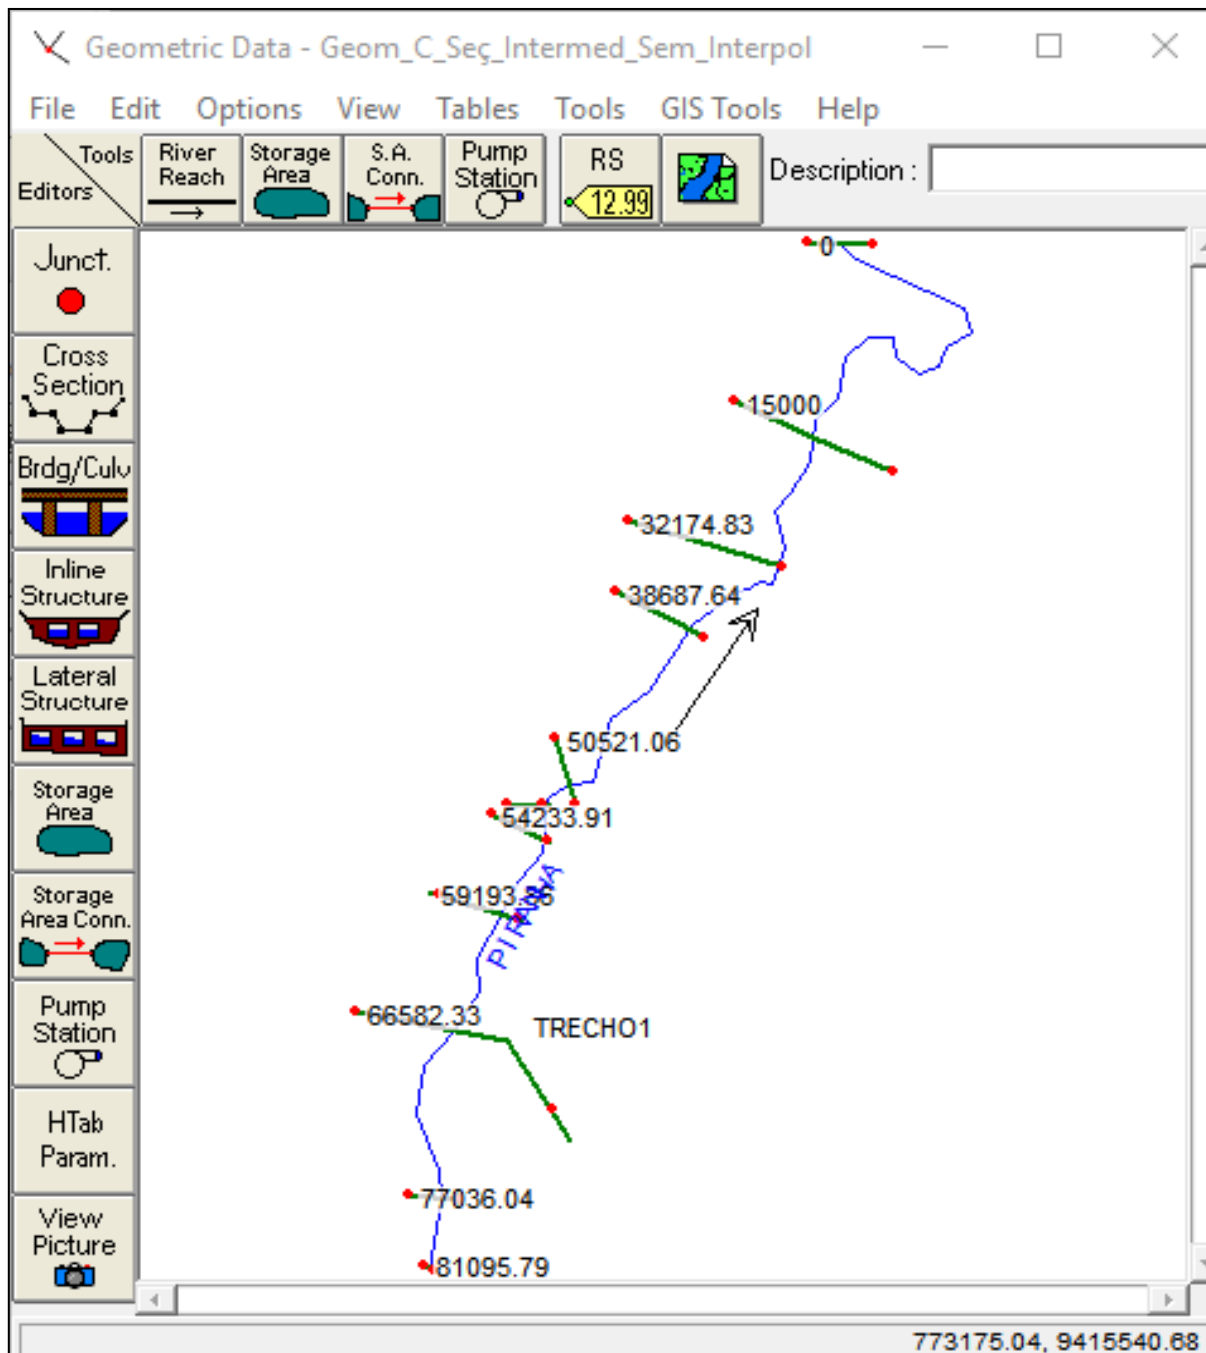 Geometric Data - Geom_C_Seç_Intermed_Sem_Interpol
File Edit Options View Tables Tools GIS Tools Help
Tools
Editors
River
Reach
Storage
Area
S.A.
Conn.
Pump
Station
RS
12.99
Description :
Junct.
Cross
Section
Brdg/Culv
Inline
Structure
Lateral
Structure
Storage
Area
Storage
Area Conn.
Pump
Station
HTab
Param.
View
Picture
0
15000
32174.83
38687.64
50521.06
54233.91
66582.33
TRECHO1
77036.04
81095.79
773175.04, 9415540.68